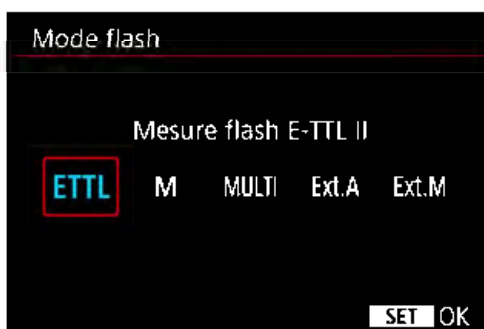 Mode flash
Mesure flash E-TTL II
ETTL M MULTI Ext.A Ext.M
SET OK